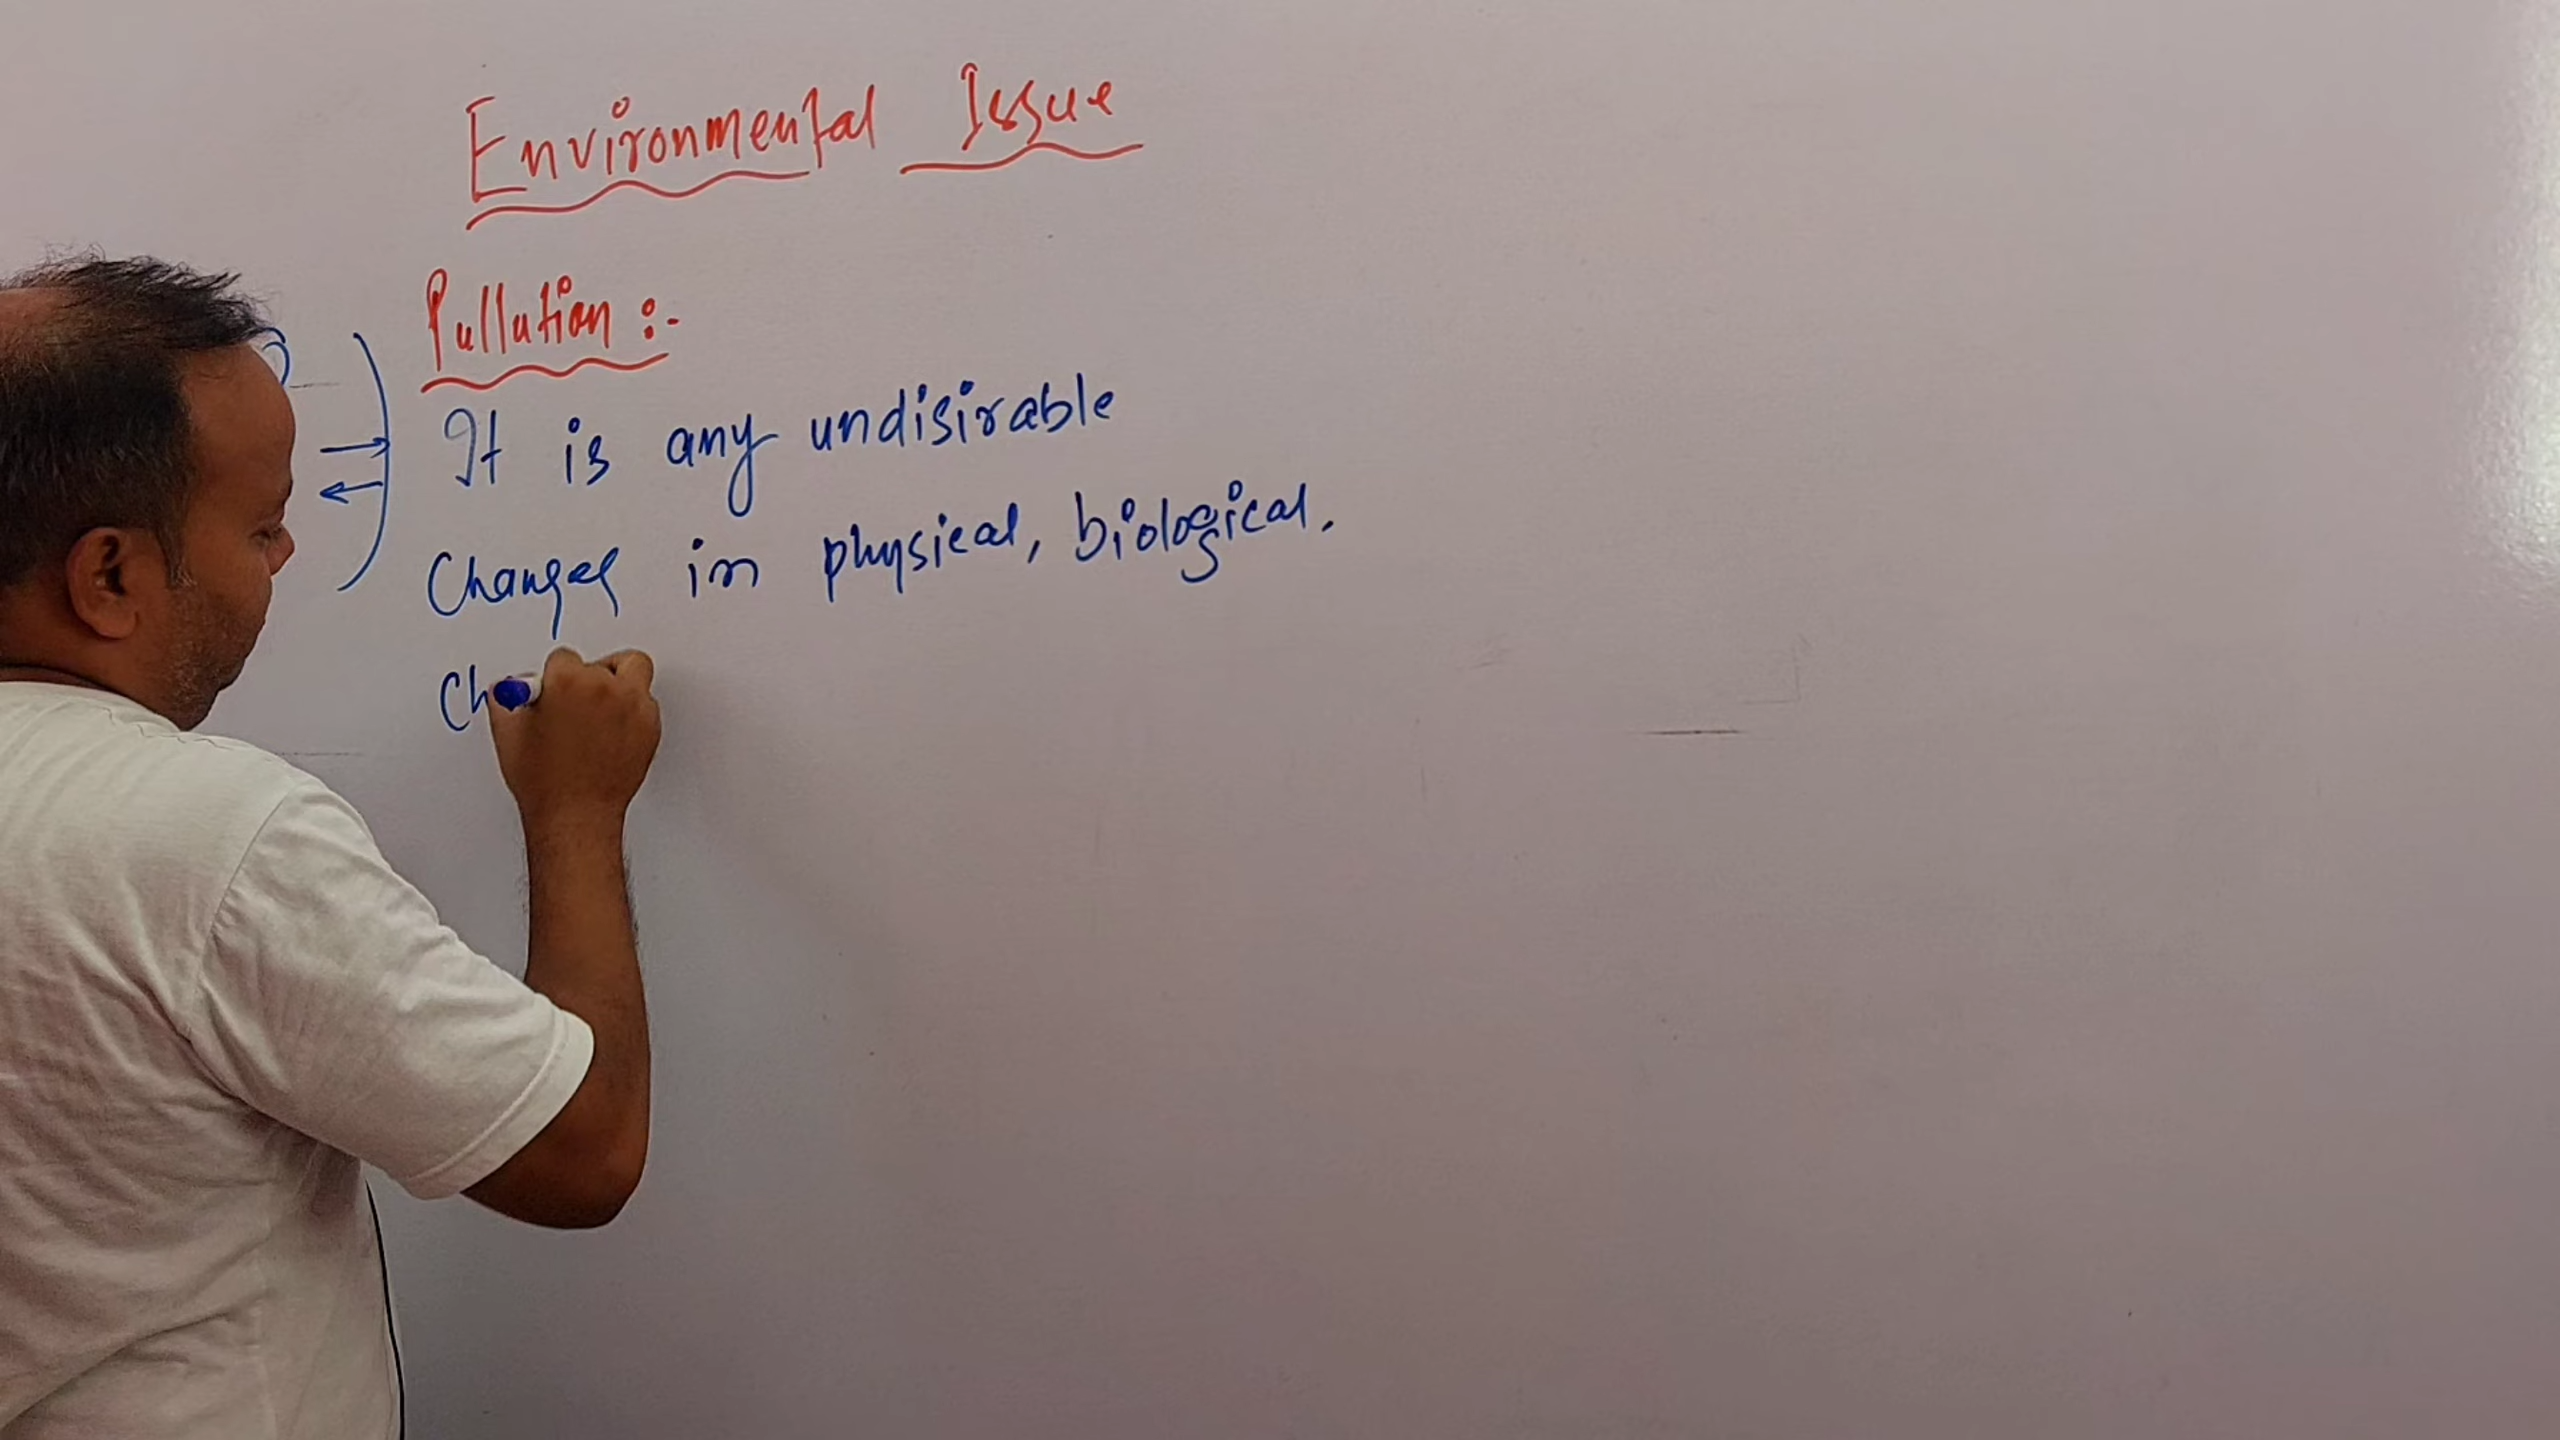 Environmental Issue
Pullution :-
It is any undisirable
Changes in physical, biological,
Ch